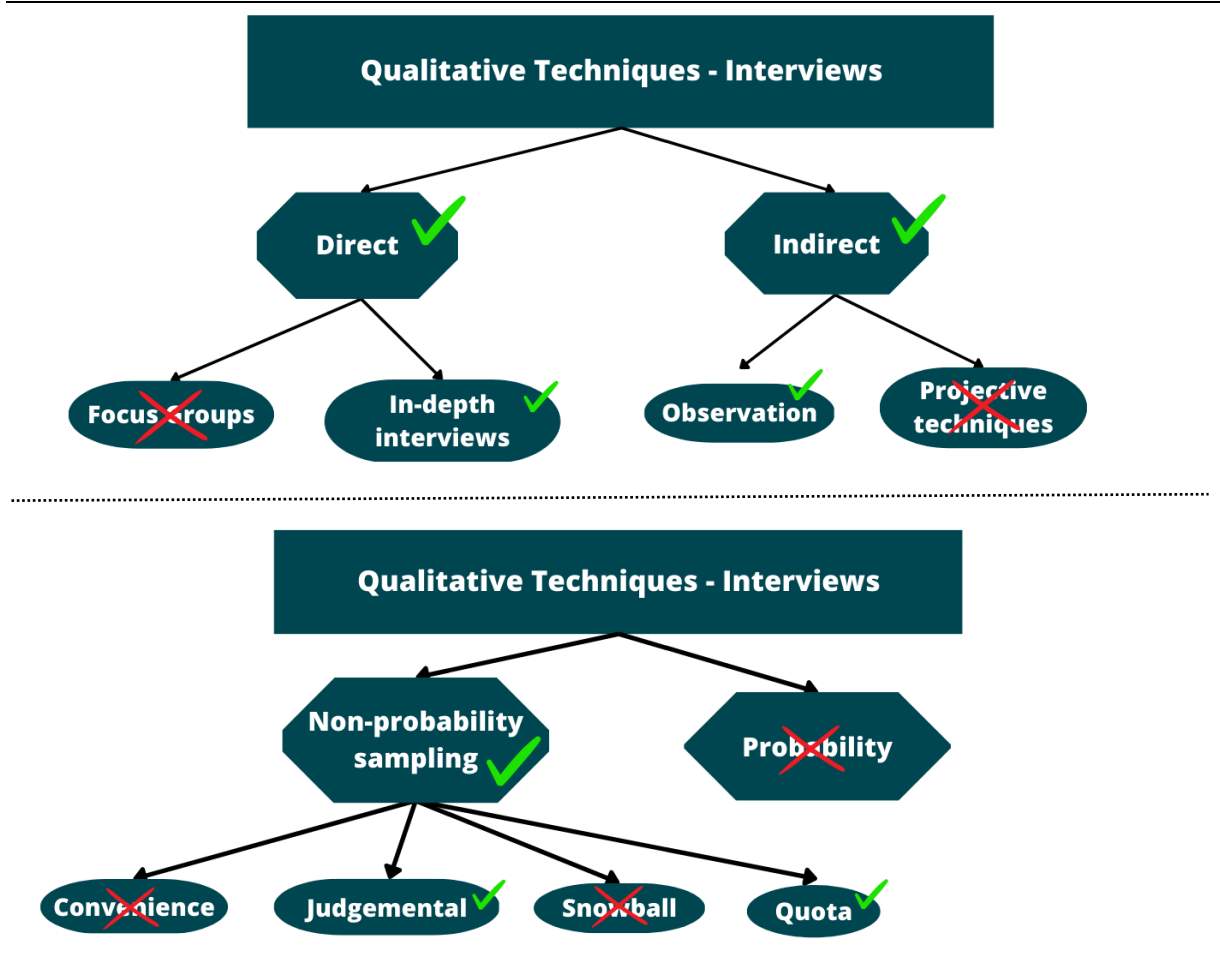 Qualitative Techniques - Interviews
Direct
Indirect
Focus Groups
In-depth
interviews
Observation
Projective
techniques
Qualitative Techniques - Interviews
Non-probability
sampling
Probability
Convenience
Judgemental
Snowball
Quota